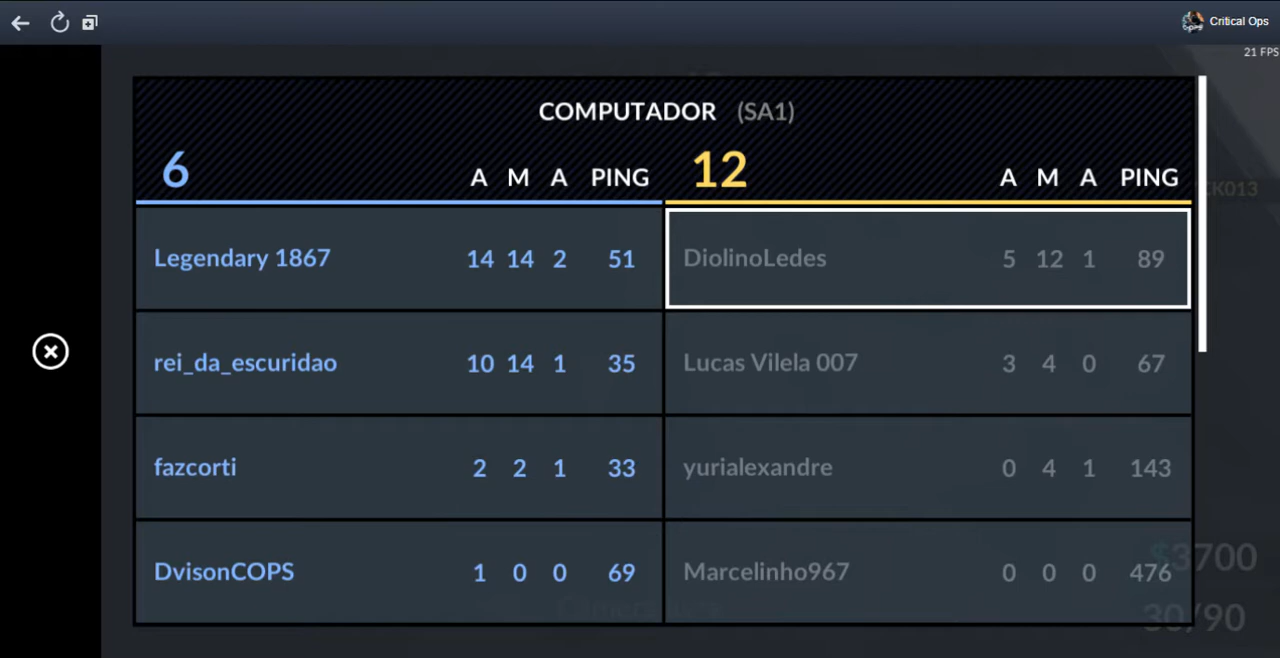 Critical Ops
21 FPS
COMPUTADOR (SA1)
6 A M A PING 12 A M A PING
CK013
Legendary 1867 14 14 2 51 DiolinoLedes 5 12 1 89
rei_da_escuridao 10 14 1 35 Lucas Vilela 007 3 4 0 67
fazcorti 2 2 1 33 yurialexandre 0 4 1 143
$3700
DvisonCOPS 1 0 0 69 Marcelinho967 0 0 0 476
30/90